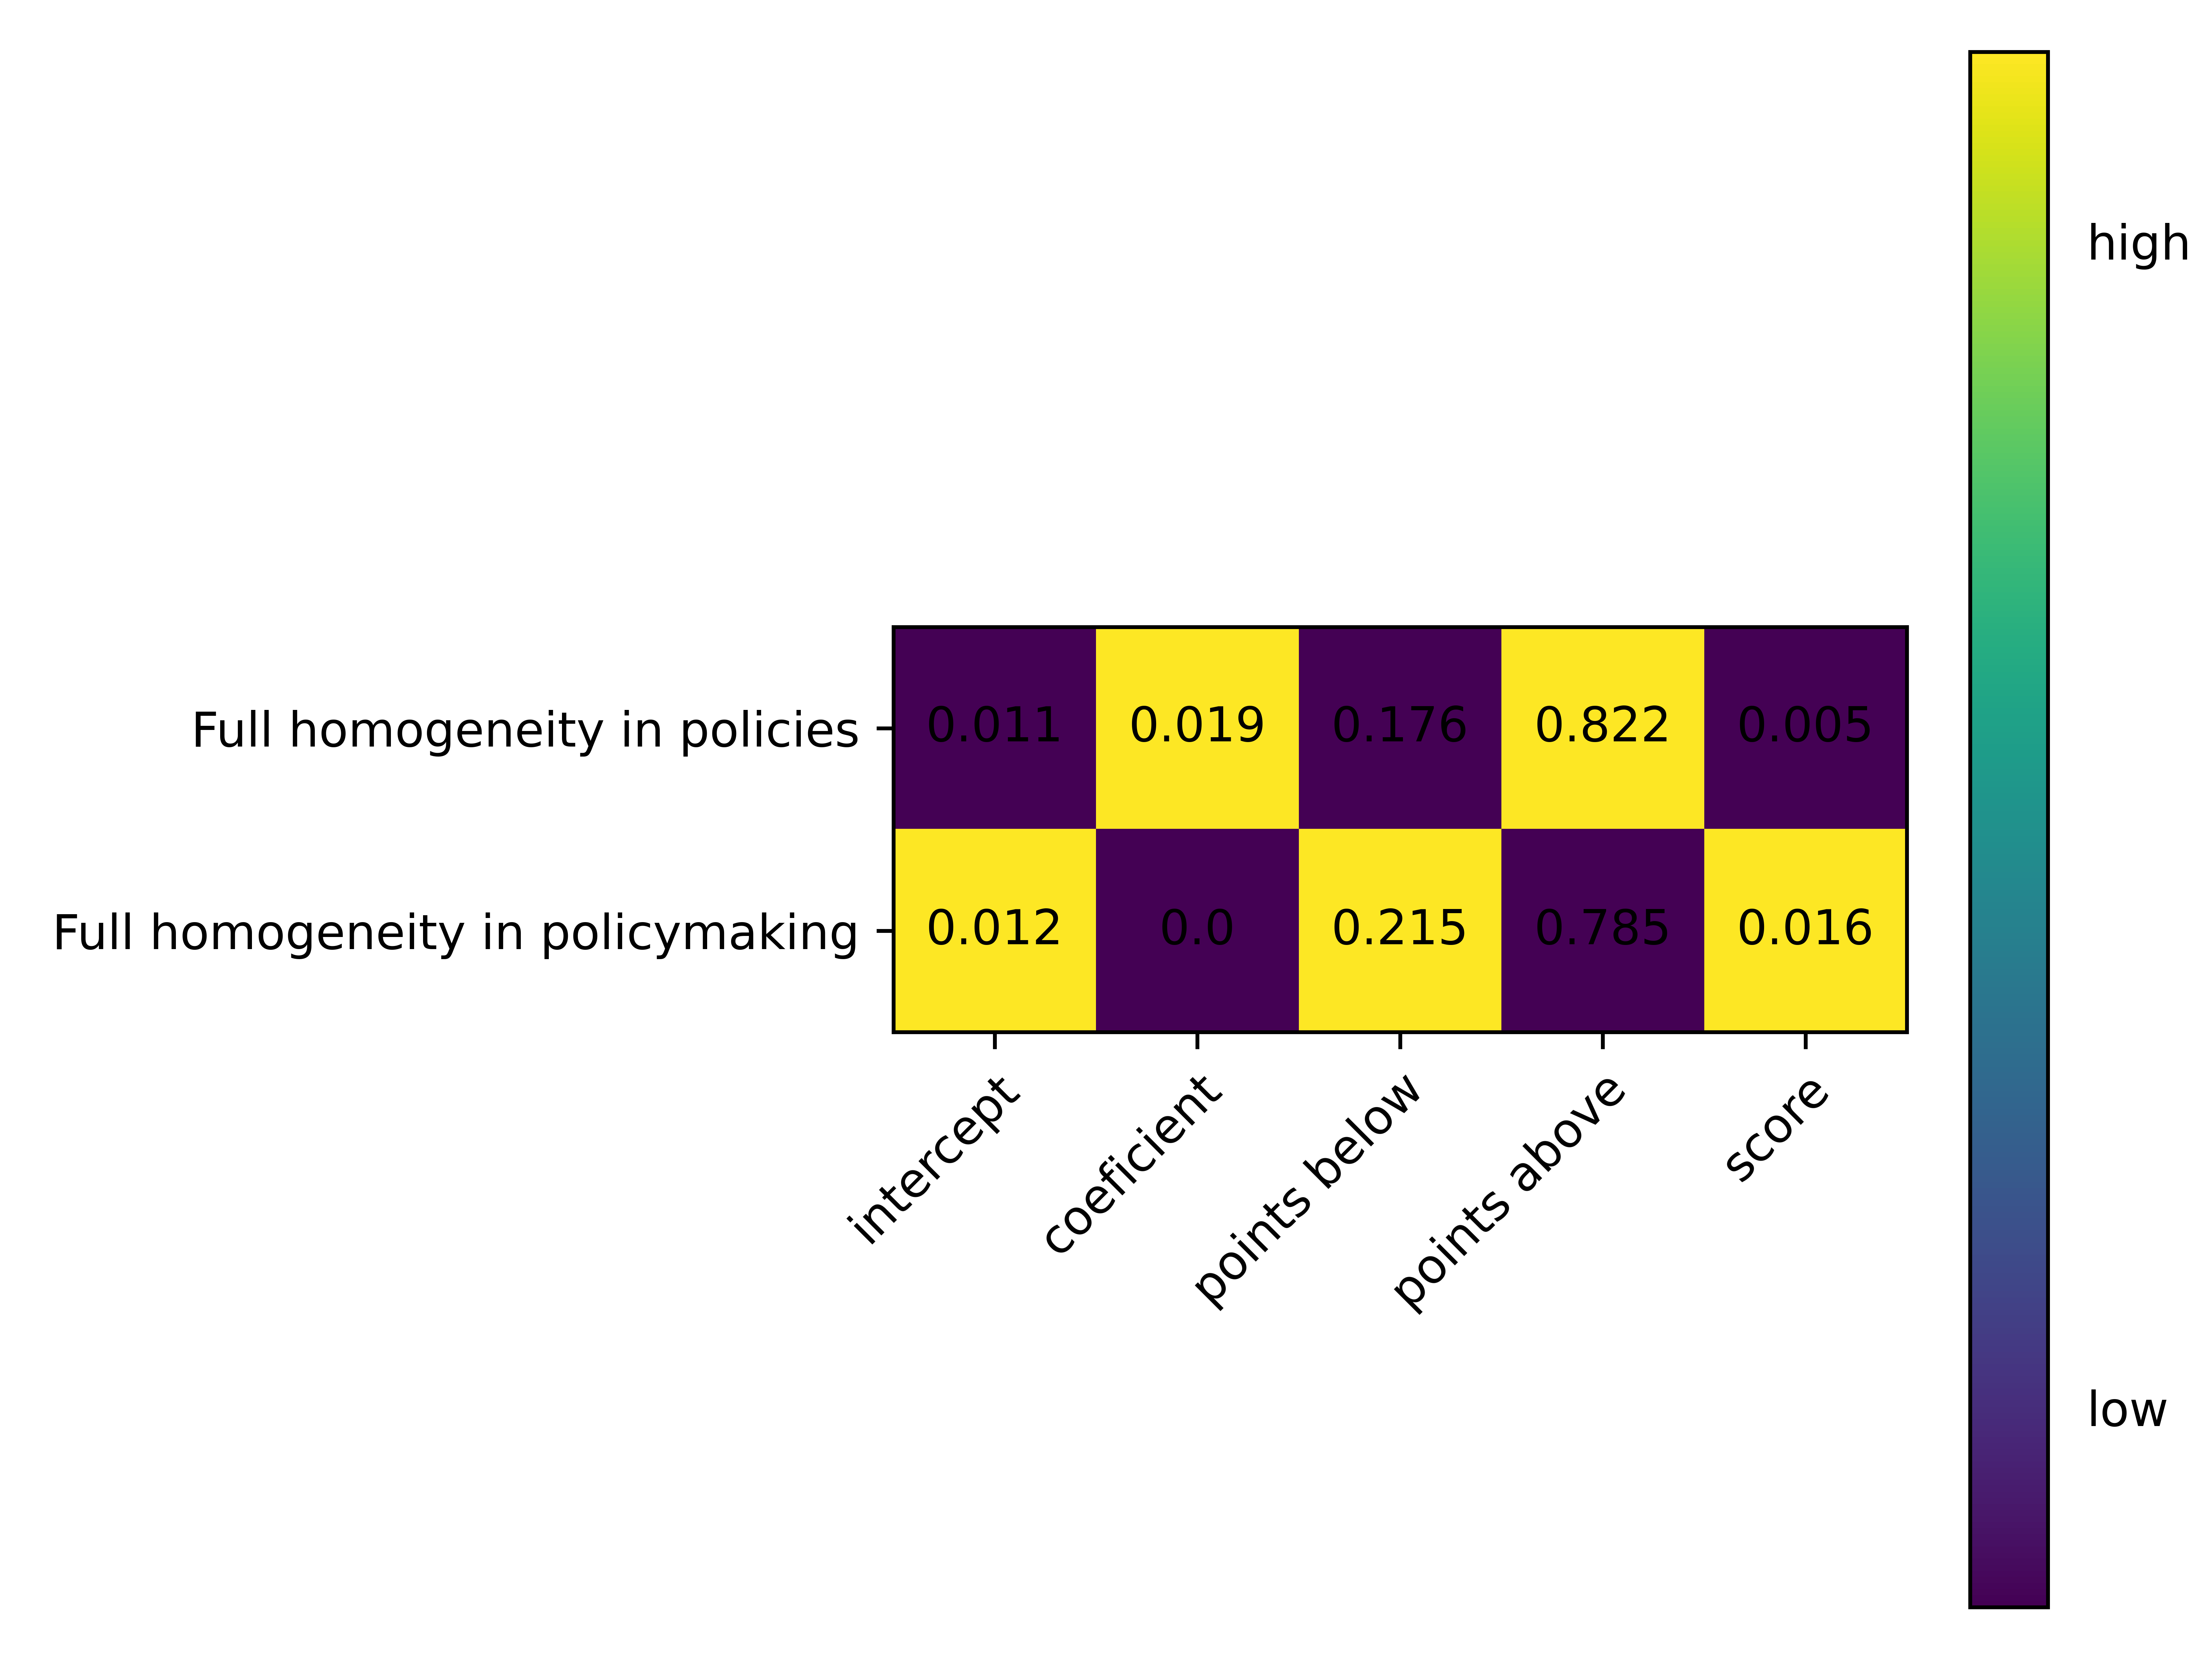 high
Full homogeneity in policies 0.011 0.019 0.176 0.822 0.005
Full homogeneity in policymaking 0.012 0.0 0.215 0.785 0.016
intercept
coeficient
points below
points above
score
low